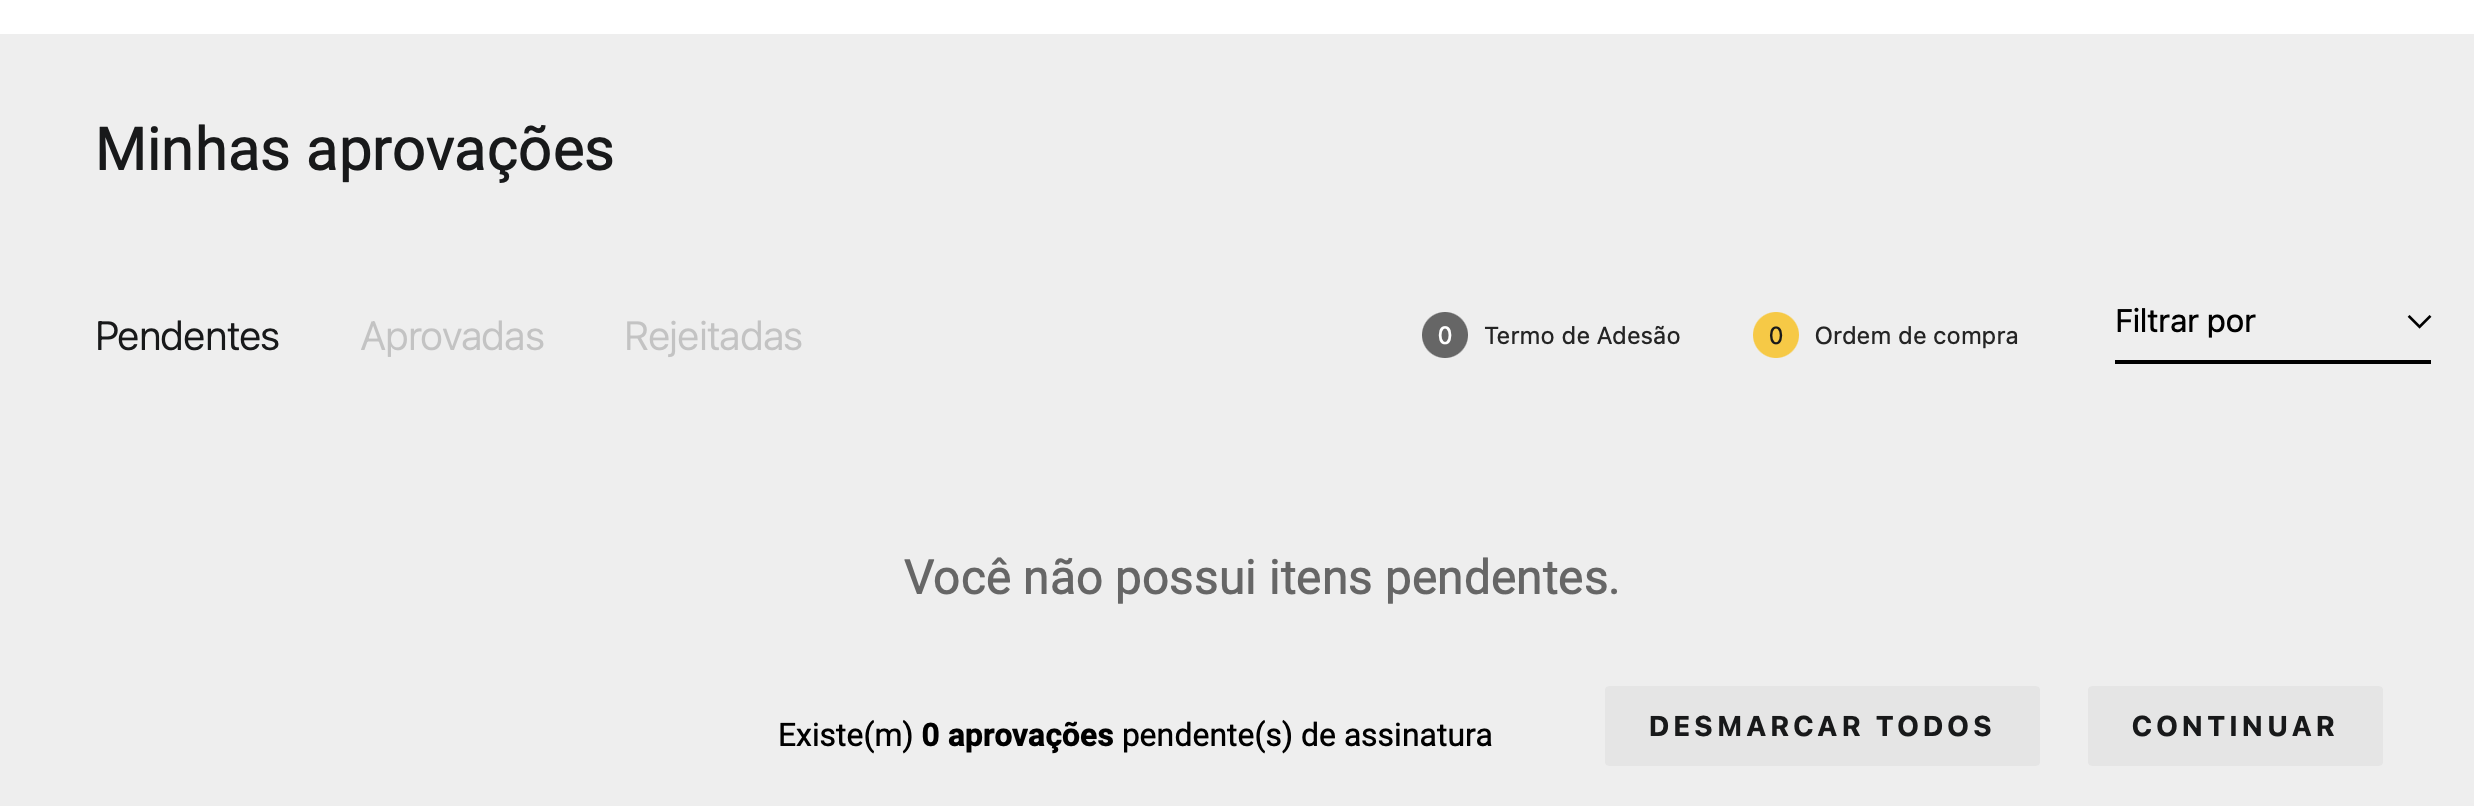 Minhas aprovações
Pendentes Aprovadas Rejeitadas 0 Termo de Adesão 0 Ordem de compra Filtrar por
Você não possui itens pendentes.
Existe(m) 0 aprovações pendente(s) de assinatura DESMARCAR TODOS CONTINUAR